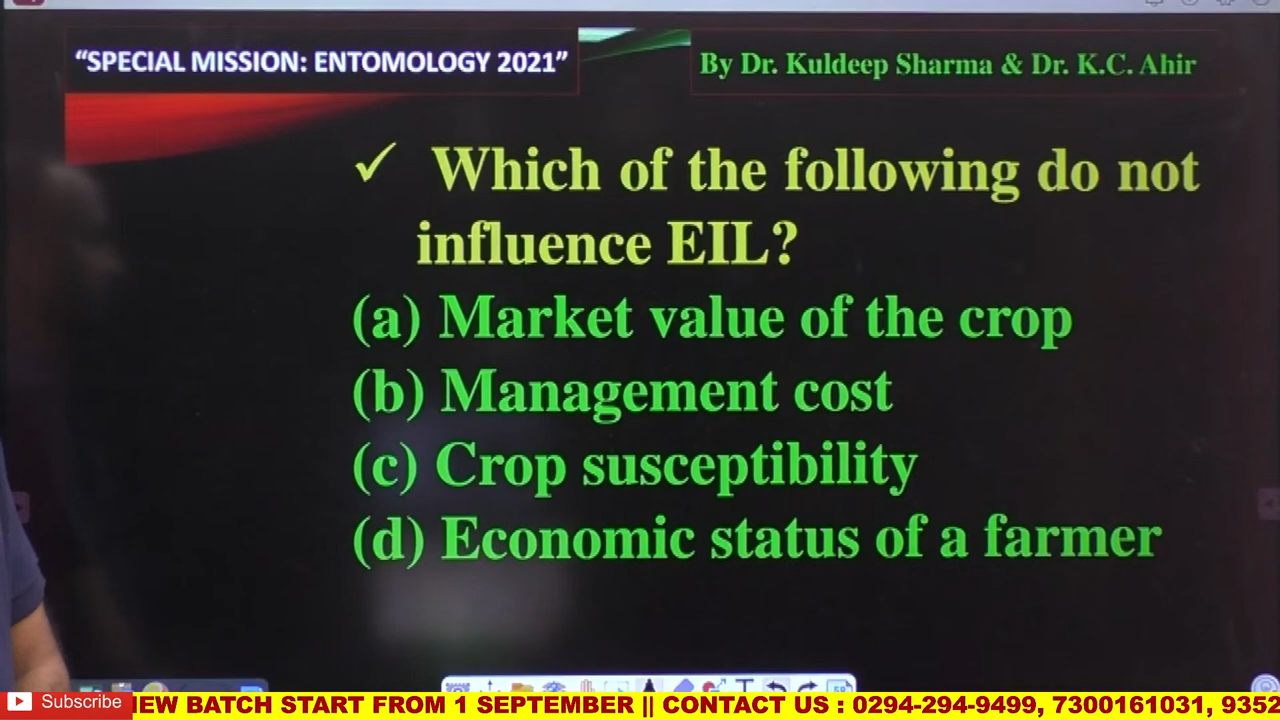 “SPECIAL MISSION: ENTOMOLOGY 2021”
By Dr. Kuldeep Sharma & Dr. K.C. Ahir
✓ Which of the following do not
influence EIL?
(a) Market value of the crop
(b) Management cost
(c) Crop susceptibility
(d) Economic status of a farmer
Subscribe
BATCH START FROM 1 SEPTEMBER || CONTACT US : 0294-294-9499, 7300161031, 9352